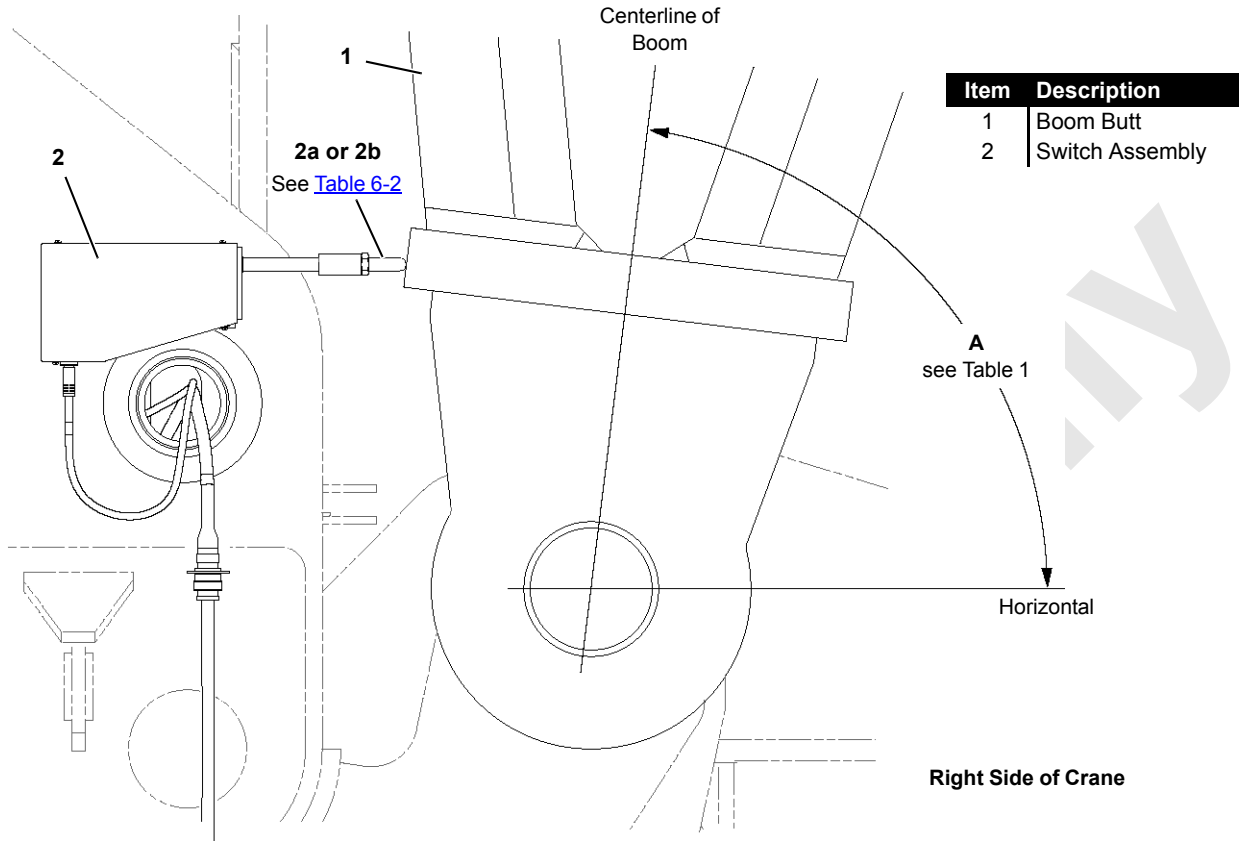 Centerline of
Boom
1
Item Description
1 Boom Butt
2 Switch Assembly
2
2a or 2b
See Table 6-2
A
see Table 1
Horizontal
Right Side of Crane